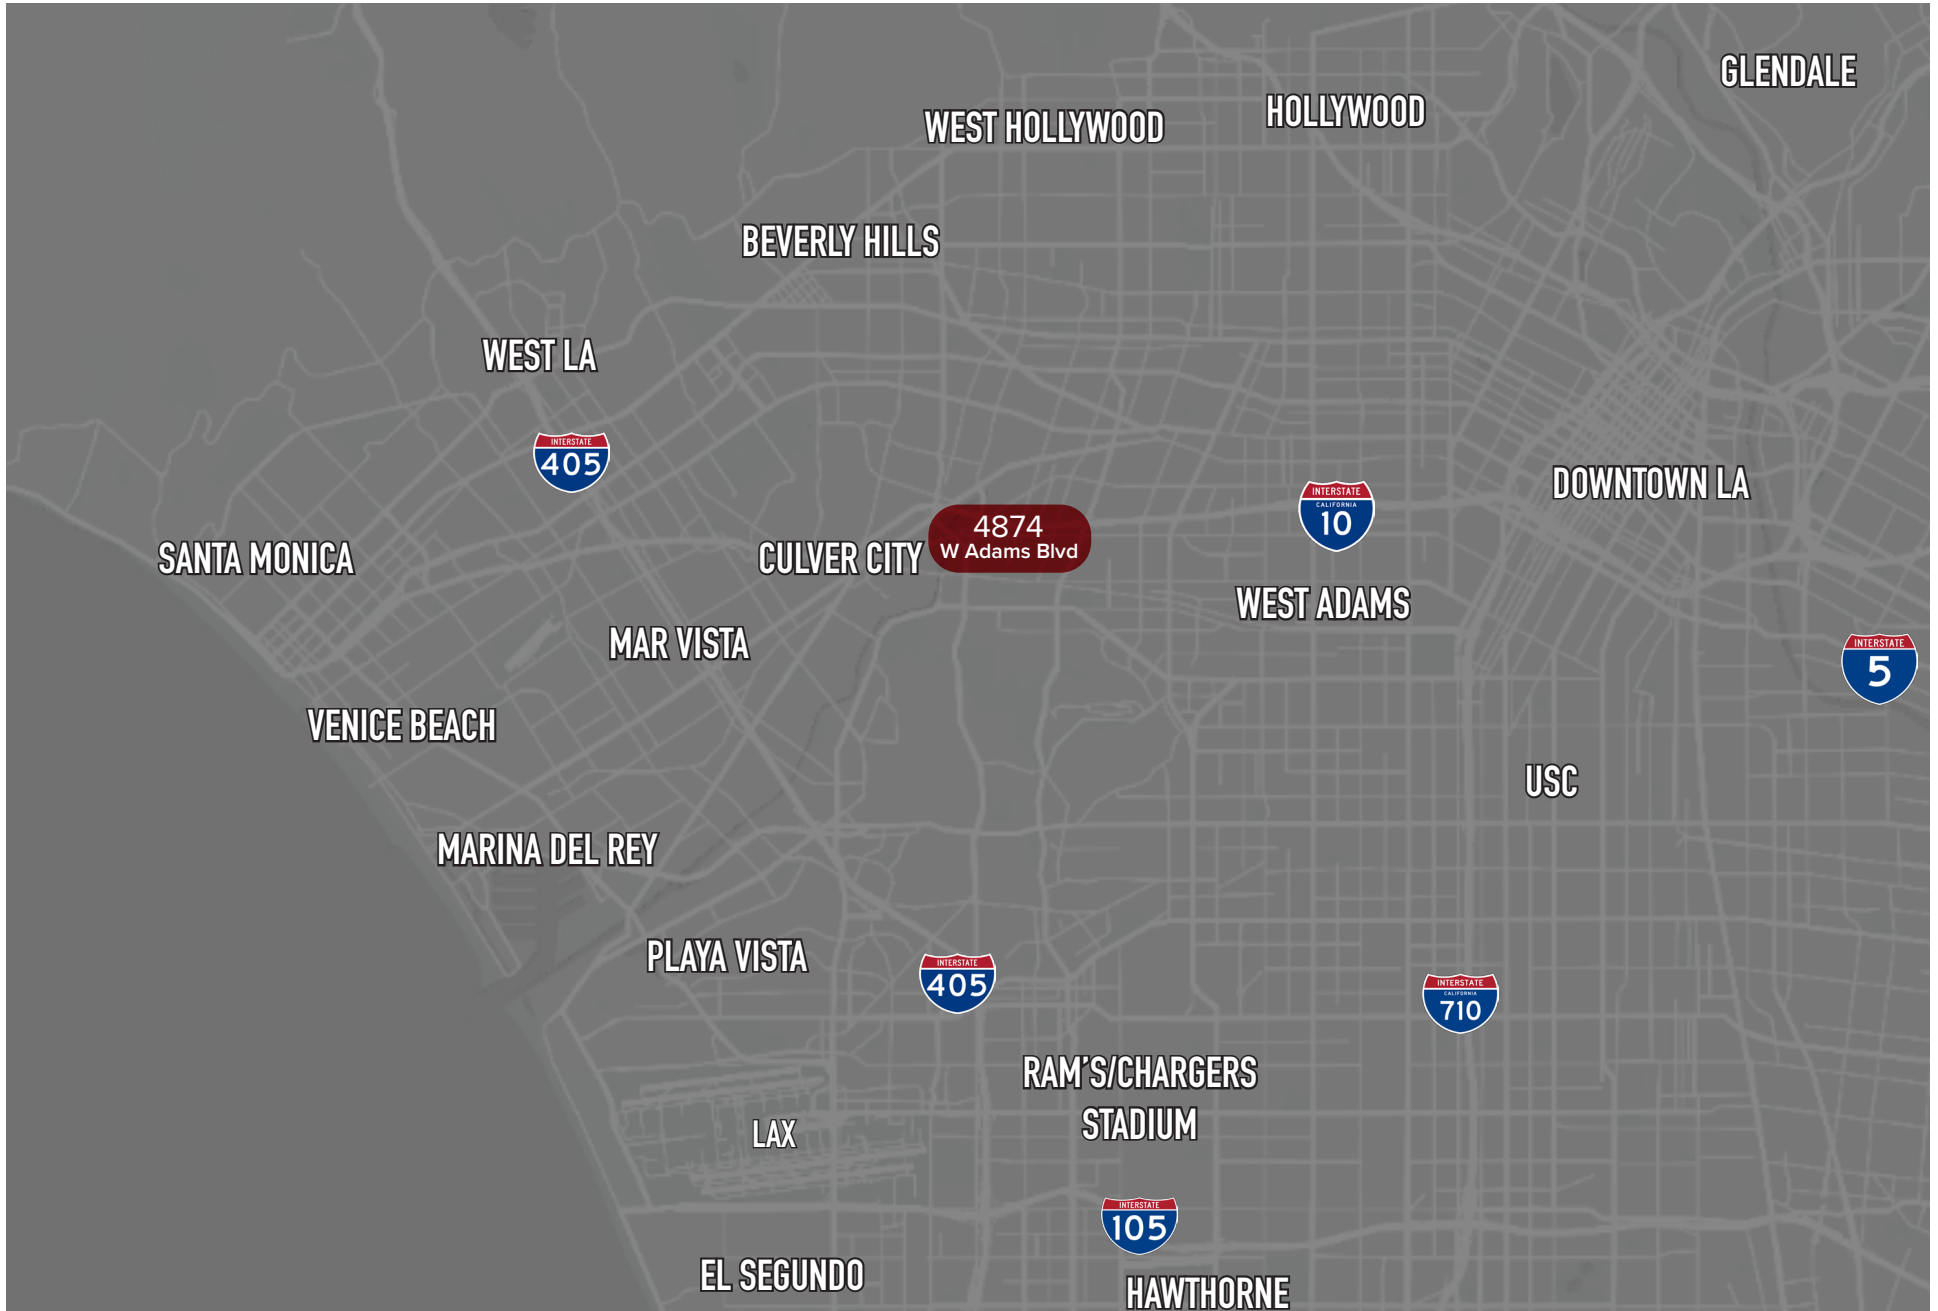 GLENDALE
HOLLYWOOD
WEST HOLLYWOOD
BEVERLY HILLS
WEST LA
INTERSTATE
405
DOWNTOWN LA
INTERSTATE
CALIFORNIA
10
4874
W Adams Blvd
SANTA MONICA
CULVER CITY
WEST ADAMS
MAR VISTA
INTERSTATE
5
VENICE BEACH
USC
MARINA DEL REY
PLAYA VISTA
INTERSTATE
405
INTERSTATE
CALIFORNIA
710
RAM'S/CHARGERS
STADIUM
LAX
INTERSTATE
105
EL SEGUNDO
HAWTHORNE